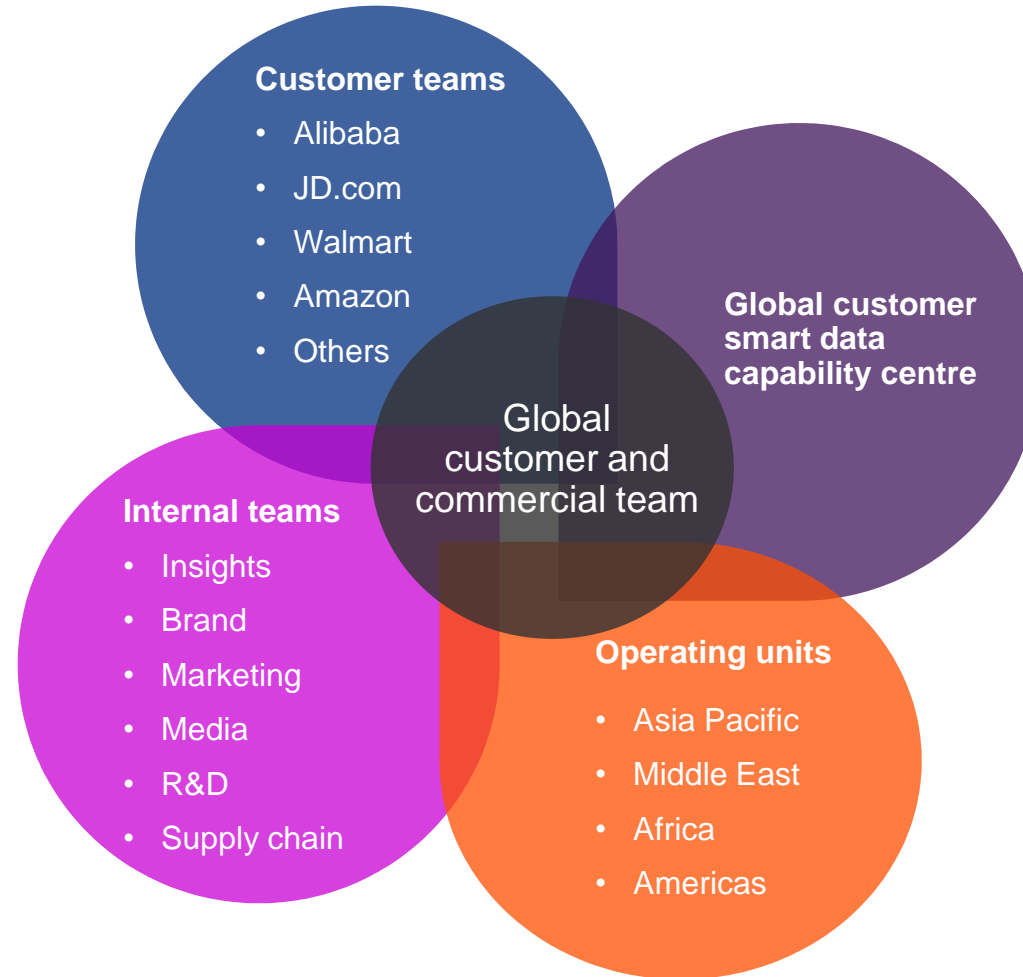 Customer teams
• Alibaba
• JD.com
• Walmart
• Amazon
• Others
Global customer
smart data
capability centre
Global
customer and
commercial team
Internal teams
• Insights
• Brand
• Marketing
• Media
• R&D
• Supply chain
Operating units
• Asia Pacific
• Middle East
• Africa
• Americas